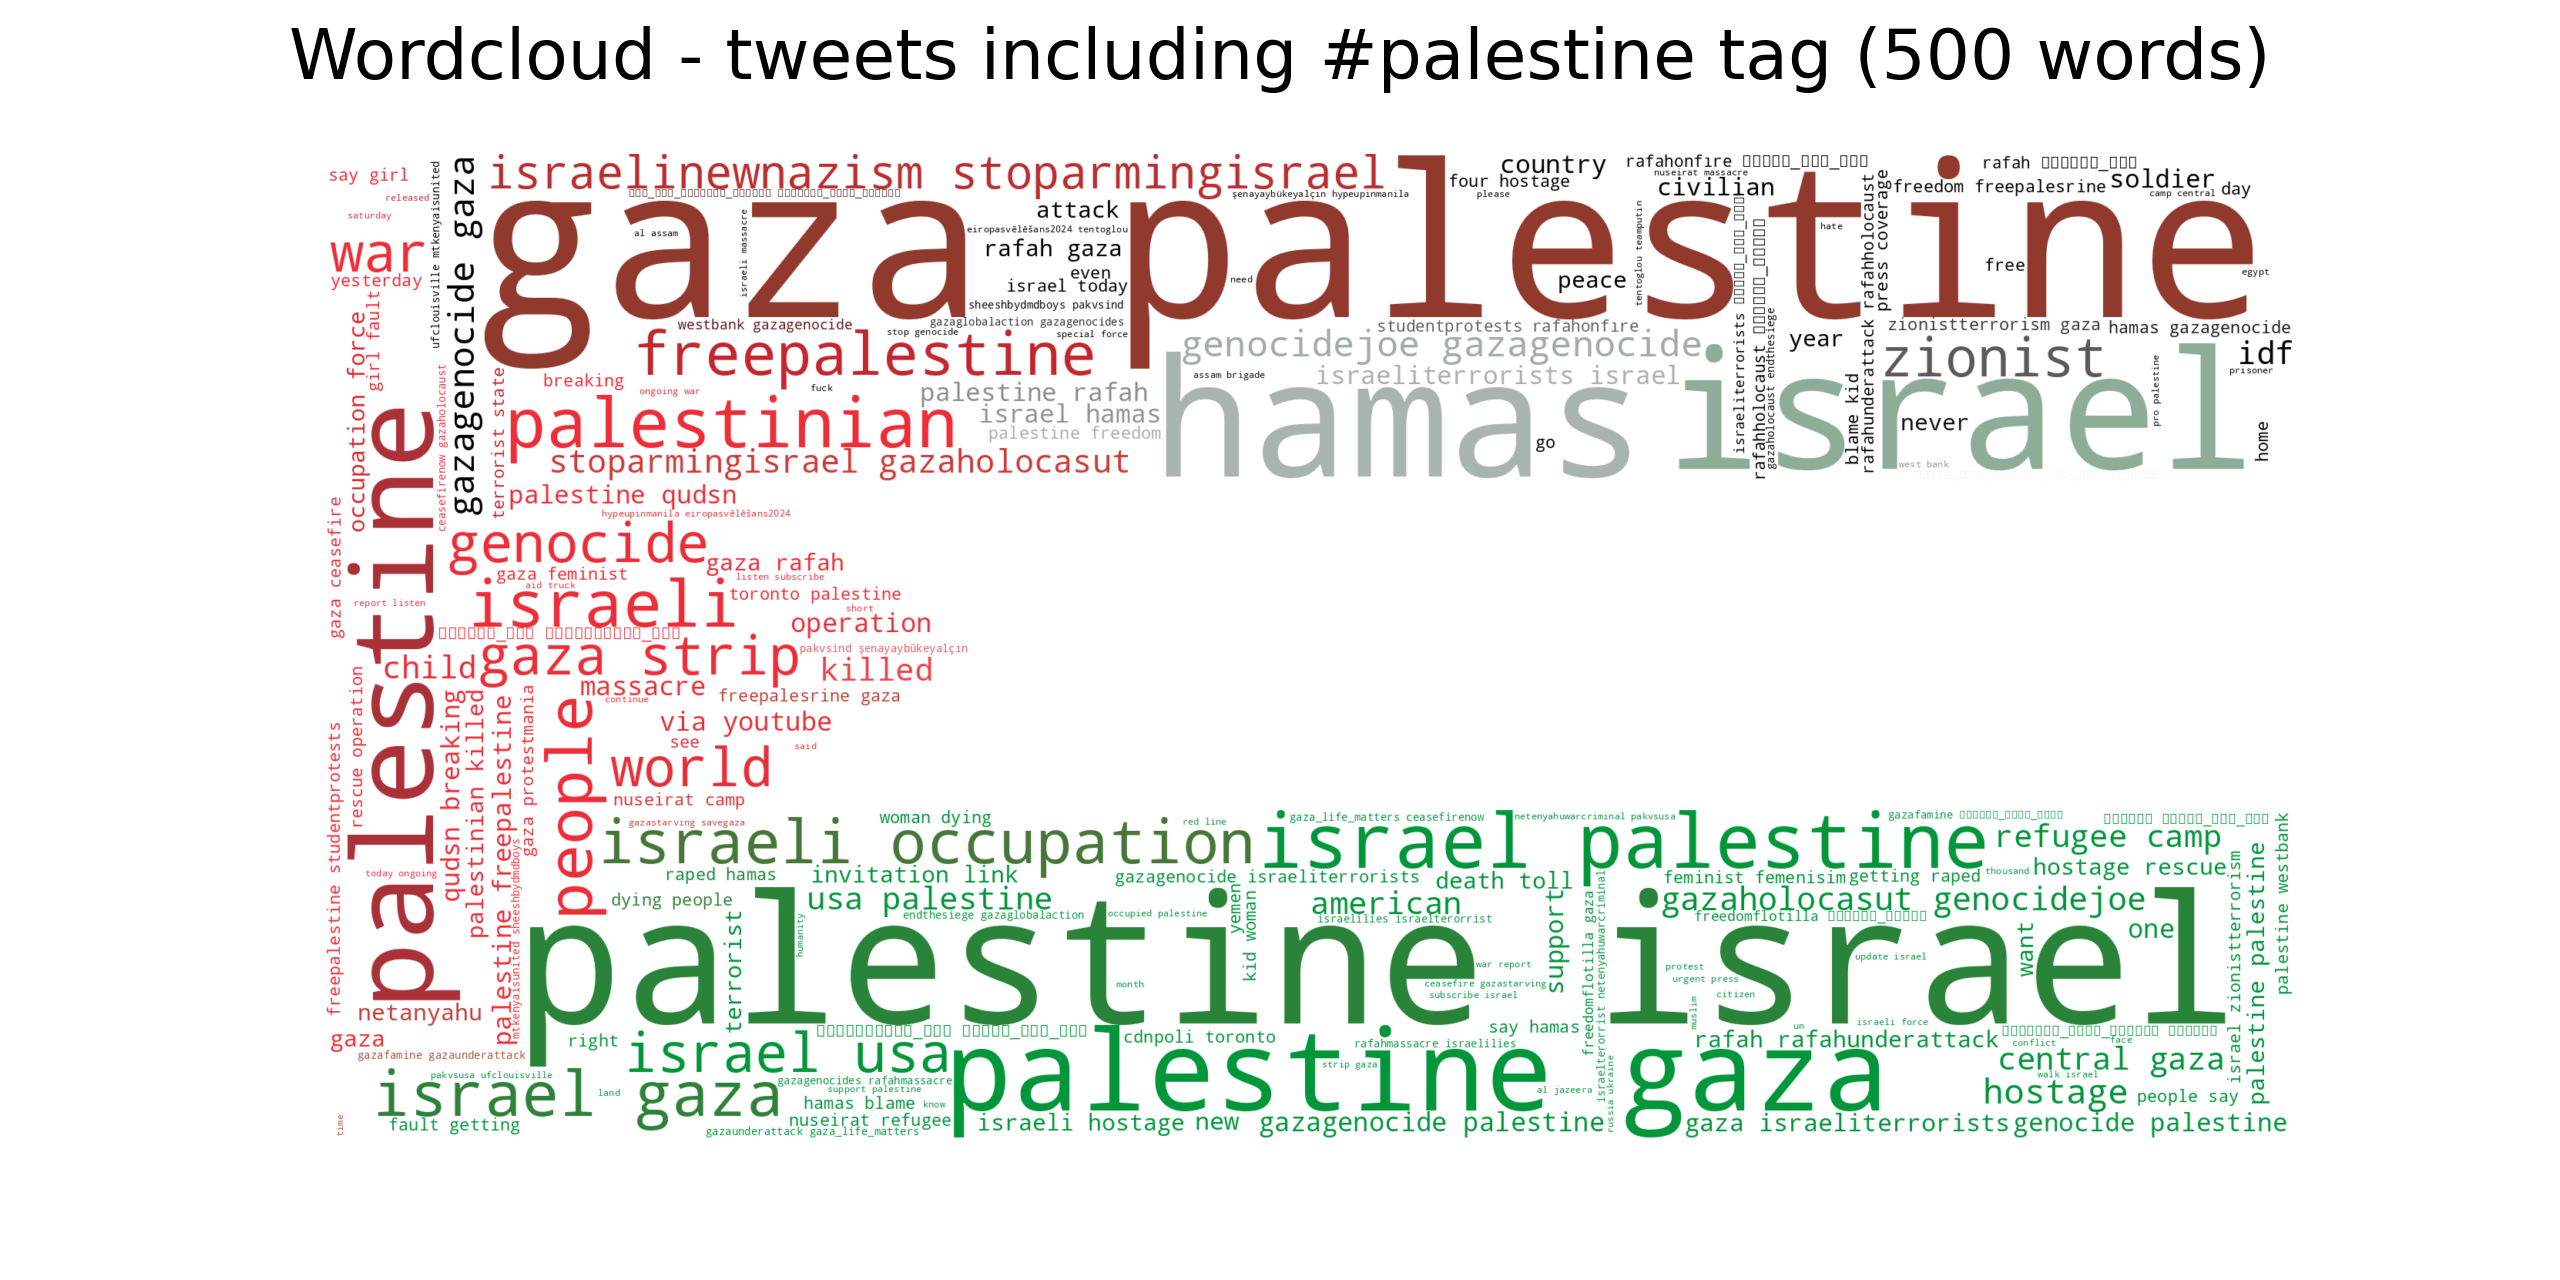 Wordcloud - tweets including #palestine tag (500 words)
say girl
released
saturday
war
yesterday
ufclouisville mtkenyaisunited
gazagenocide gaza
israelinewnazism stoparmingisrael
gaza palestine
al assam
israeli massacre
attack
eiropasvēlēšans2024 tentoglou
rafah gaza
even
israel today
sheeshbydmdboys pakvsind
gazaglobalaction gazagenocides
westbank gazagenocide
stop genocide
special force
şenayaybükeyalçın hypeupinmanila
four hostage
please
country
rafahonfire
nuseirat massacre
civilian
rafah
freedom freepalesrine
soldier
camp central
day
need
peace
tentoglou teamputin
hate
press coverage
rafahunderattack rafahholocaust
free
egypt
israeliterrorists
rafahholocaust
gazaholocaust endthesiege
studentprotests rafahonfire
year
zionistterrorism gaza
hamas gazagenocide
freepalestine
genocidejoe gazagenocide
zionist
idf
prisoner
breaking
ongoing war
fuck
assam brigade
israeliterrorists israel
hamas
israel
palestine rafah
israel hamas
palestine freedom
palestinian
stoparmingisrael gazaholocasut
go
blame kid
never
pro palestine
home
west bank
occupation force
girl fault
ceasefirenow gazaholocaust
terrorist state
palestine
palestine qudsn
hypeupinmanila eiropasvēlēšans2024
gaza ceasefire
genocide
gaza rafah
gaza feminist
listen subscribe
aid truck
israeli
toronto palestine
report listen
short
operation
gaza strip
pakvsind şenayaybükeyalçın
child
killed
massacre
freepalesrine gaza
continue
people
via youtube
see
said
world
nuseirat camp
rescue operation
freepalestine studentprotests
qudsn breaking
palestinian killed
palestine freepalestine
mtkenyaisunited sheeshbydmdboys
gaza protestmania
today ongoing
netanyahu
gaza
gazafamine gazaunderattack
time
gazastarving savegaza
woman dying
red line
gaza_life_matters ceasefirenow
netenyahuwarcriminal pakvsusa
gazafamine
israeli occupation
israel palestine
refugee camp
raped hamas
invitation link
gazagenocide israeliterrorists
death toll
feminist femenisim
getting raped
thousand
hostage rescue
dying people
usa palestine
endthesiege gazaglobalaction
occupied palestine
yemen
kid woman
american
israelilies israelterorrist
support
gazaholocasut genocidejoe
freedomflotilla
want
one
palestine israel
terrorist
humanity
month
war report
ceasefire gazastarving
subscribe israel
freedomflotilla gaza
israelterorrist netenyahuwarcriminal
russia ukraine
protest
urgent press
citizen
muslim
update israel
israel zionistterrorism
palestine palestine
palestine westbank
right
cdnpoli toronto
say hamas
un
israeli force
rafahmassacre israelilies
rafah rafahunderattack
conflict
face
israel usa
palestine gaza
central gaza
strip gaza
walk israel
pakvsusa ufclouisville
israel gaza
land
gazagenocides rafahmassacre
support palestine
hamas blame
know
al jazeera
hostage
people say
fault getting
nuseirat refugee
gazaunderattack gaza_life_matters
israeli hostage
new
gazagenocide palestine
gaza israeliterrorists
genocide palestine